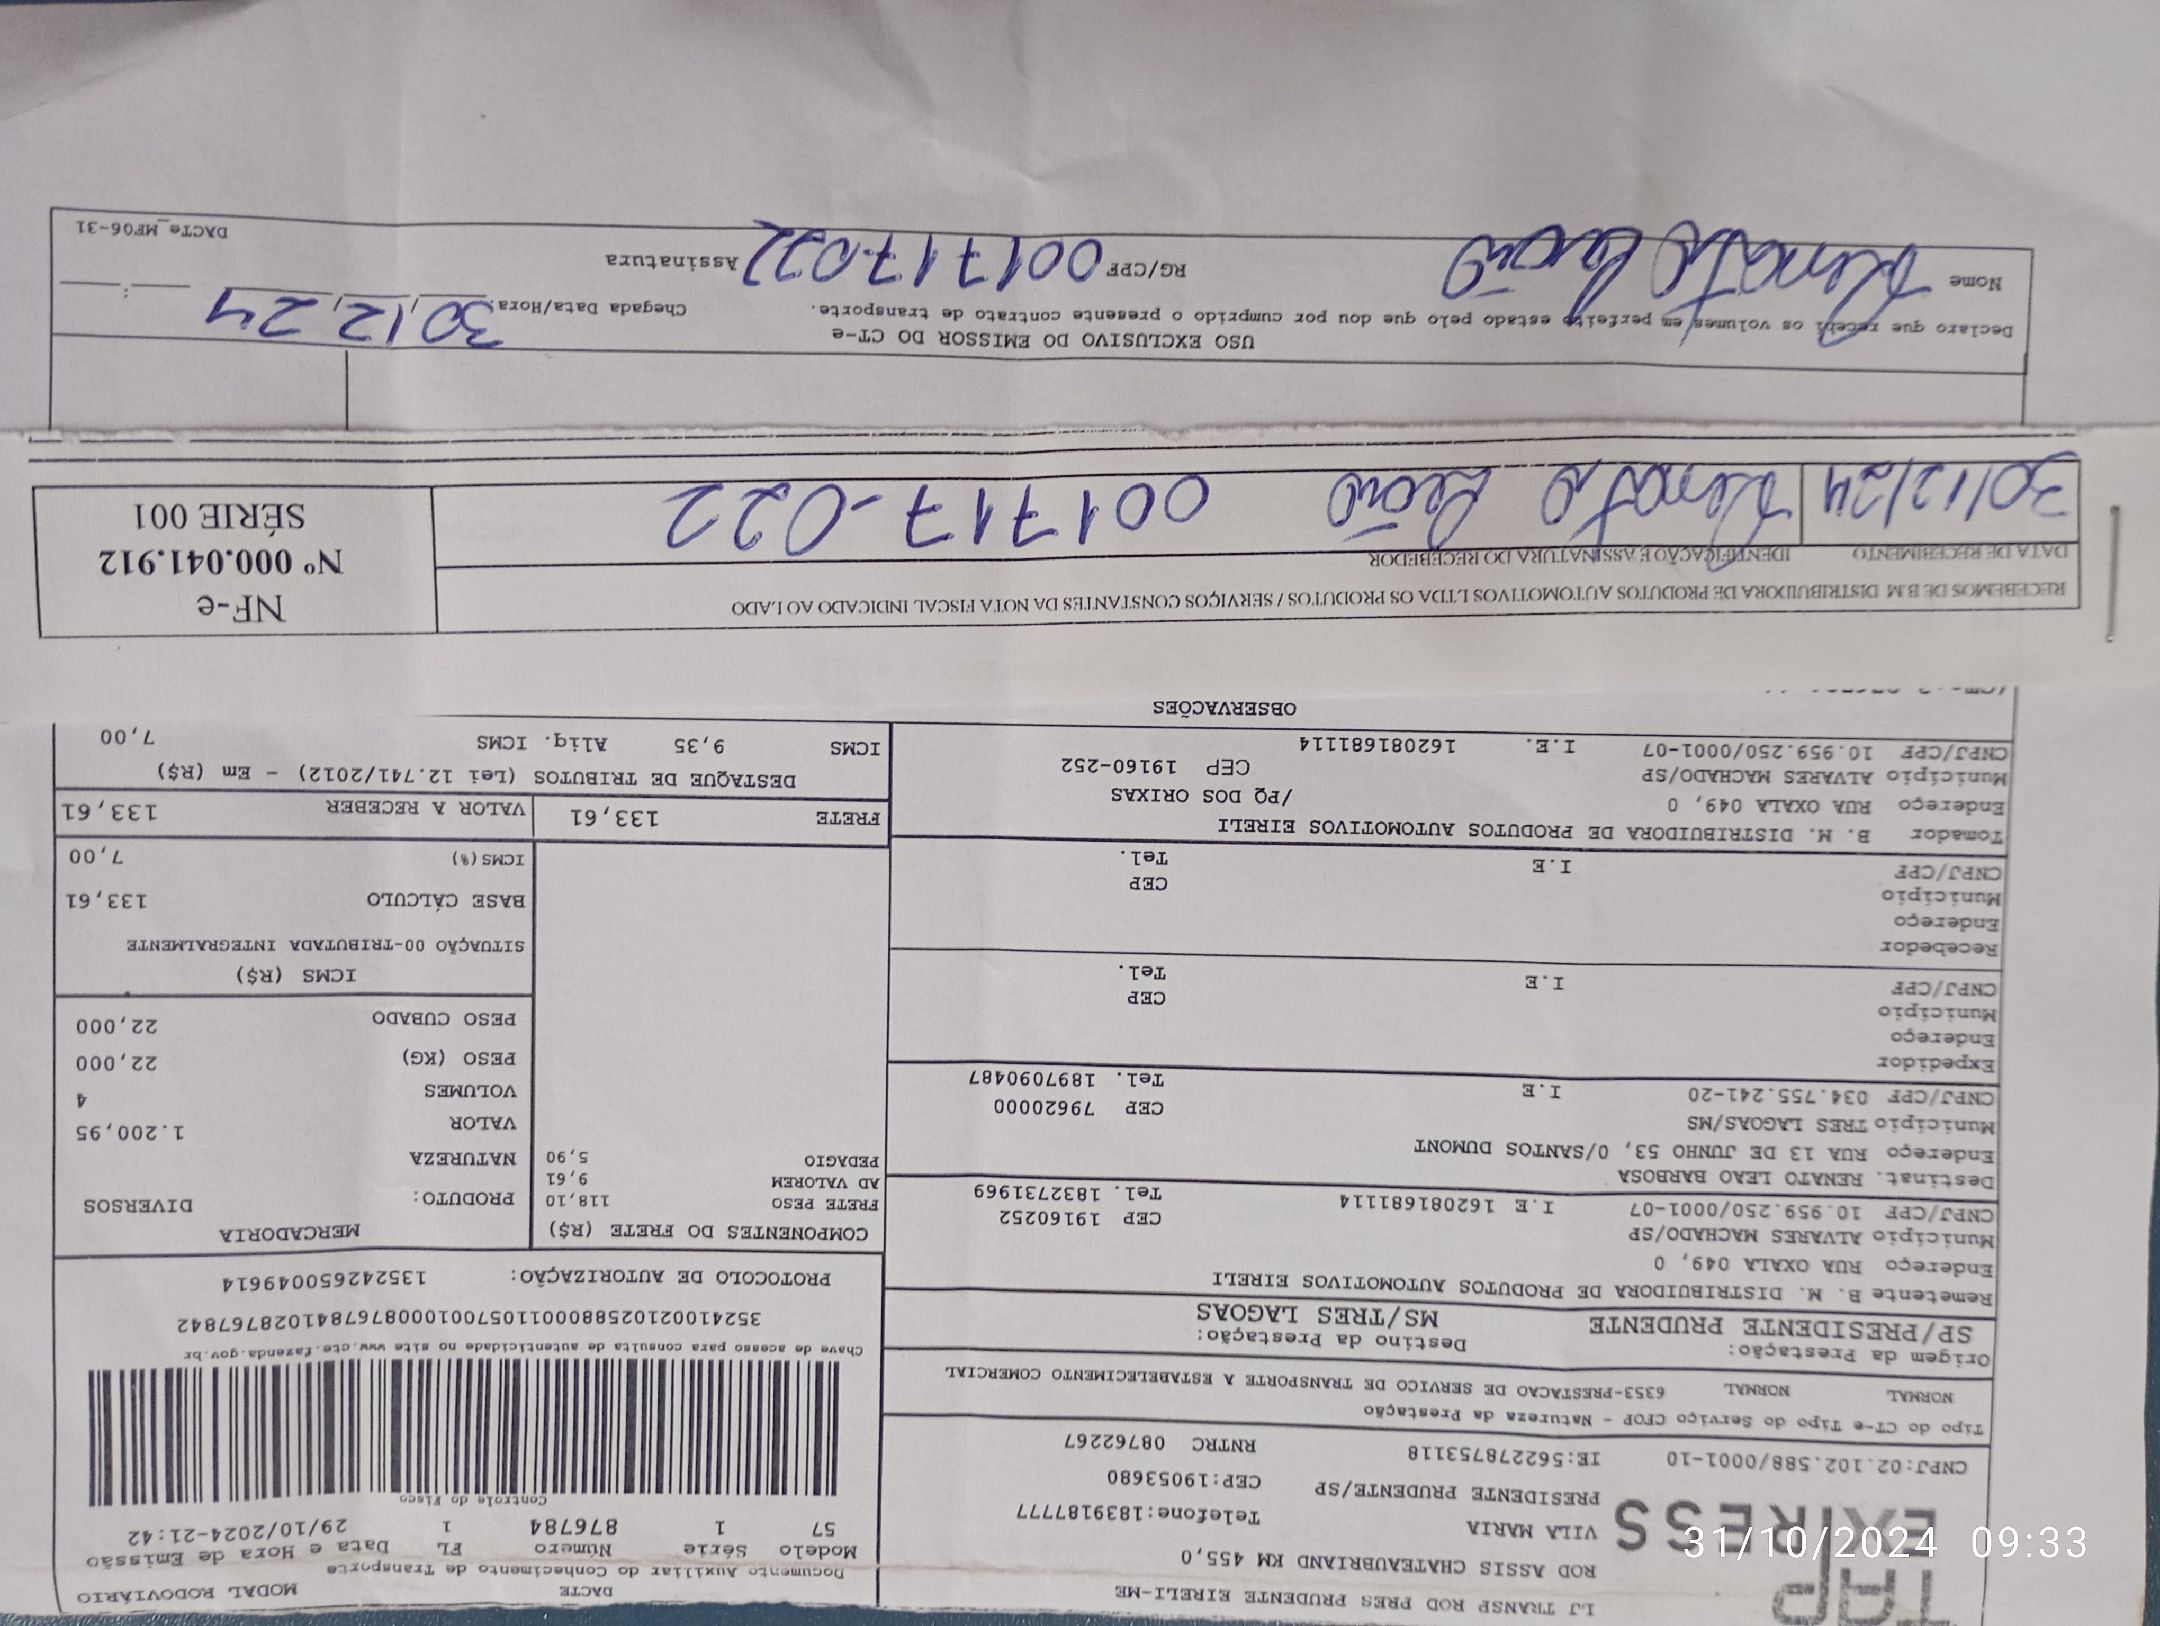 TAP
EXPRESS
LJ TRANSP ROD PRES PRUDENTE EIRELI-ME
ROD ASSIS CHATEAUBRIAND KM 455,0
VILA MARIA Telefone:1839187777
PRESIDENTE PRUDENTE/SP CEP:19053680
CNPJ:02.102.588/0001-10 IE:562278753118 RNTRC 08762267
DACTE MODAL RODOVIÁRIO
Documento Auxiliar do Conhecimento de Transporte
Modelo Série Número FL Data e Hora de Emissão
57 1 876784 1 29/10/2024-21:42
Controle do Fisco
Chave de acesso para consulta de autenticidade no site www.cte.fazenda.gov.br
35241002102588000110570010008767841028767842
PROTOCOLO DE AUTORIZAÇÃO: 135242650049614
Tipo do CT-e Tipo do Serviço CFOP - Natureza da Prestação
NORMAL NORMAL 6353-PRESTACAO DE SERVICO DE TRANSPORTE A ESTABELECIMENTO COMERCIAL
Origem da Prestação: Destino da Prestação:
SP/PRESIDENTE PRUDENTE MS/TRES LAGOAS
Remetente B. M. DISTRIBUIDORA DE PRODUTOS AUTOMOTIVOS EIRELI
Endereço RUA OXALA 049, 0
Município ALVARES MACHADO/SP CEP 19160252
CNPJ/CPF 10.959.250/0001-07 I.E 162081681114 Tel. 1832731969
Destinat. RENATO LEAO BARBOSA
Endereço RUA 13 DE JUNHO 53, 0/SANTOS DUMONT
Município TRES LAGOAS/MS CEP 79620000
CNPJ/CPF 034.755.241-20 I.E Tel. 1897090487
Expedidor
Endereço
Município CEP
CNPJ/CPF I.E Tel.
Recebedor
Endereço
Município CEP
CNPJ/CPF I.E Tel.
Tomador B. M. DISTRIBUIDORA DE PRODUTOS AUTOMOTIVOS EIRELI
Endereço RUA OXALA 049, 0 /PQ DOS ORIXAS
Município ALVARES MACHADO/SP CEP 19160-252
CNPJ/CPF 10.959.250/0001-07 I.E. 162081681114
COMPONENTES DO FRETE (R$)
FRETE PESO 118,10
AD VALOREM 9,61
PEDAGIO 5,90
MERCADORIA
PRODUTO: DIVERSOS
NATUREZA
VALOR 1.200,95
VOLUMES 4
PESO (KG) 22,000
PESO CUBADO 22,000
ICMS (R$)
SITUAÇÃO 00-TRIBUTADA INTEGRALMENTE
BASE CÁLCULO 133,61
ICMS(%) 7,00
FRETE 133,61 VALOR A RECEBER 133,61
DESTAQUE DE TRIBUTOS (Lei 12.741/2012) - Em (R$)
ICMS 9,35 Aliq. ICMS 7,00
OBSERVAÇÕES
RECEBEMOS DE B M DISTRIBUIDORA DE PRODUTOS AUTOMOTIVOS LTDA OS PRODUTOS / SERVIÇOS CONSTANTES DA NOTA FISCAL INDICADO AO LADO
DATA DE RECEBIMENTO IDENTIFICAÇÃO E ASSINATURA DO RECEBEDOR
30/12/24 Renato Leão 001717-022
NF-e
Nº 000.041.912
SÉRIE 001
USO EXCLUSIVO DO EMISSOR DO CT-e
Declaro que recebi os volumes em perfeito estado pelo que dou por cumprido o presente contrato de transporte.
Chegada Data/Hora: 30/12/24
Nome Renato Leão RG/CPF 001717.022 Assinatura
DACTe_MF06-31
31/10/2024 09:33